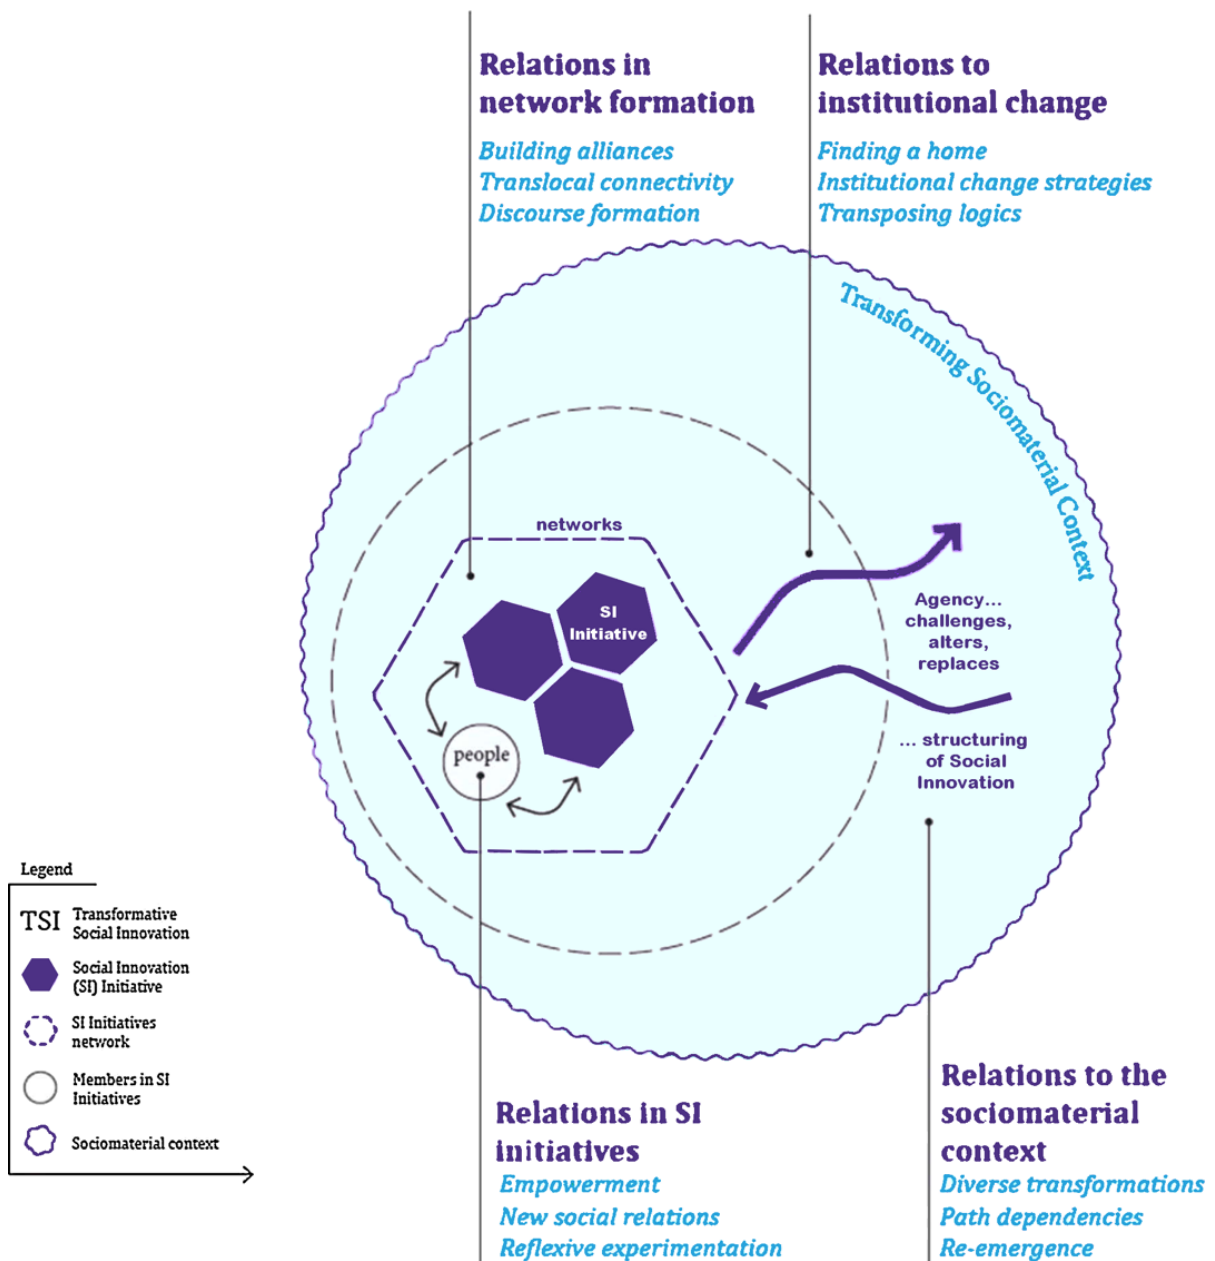 Relations in
network formation
Building alliances
Translocal connectivity
Discourse formation
Relations to
institutional change
Finding a home
Institutional change strategies
Transposing logics
Transforming Sociomaterial Context
networks
SI
Initiative
people
Agency...
challenges,
alters,
replaces
... structuring
of Social
Innovation
Legend
TSI
Transformative
Social Innovation
Social Innovation
(SI) Initiative
SI Initiatives
network
Members in SI
Initiatives
Sociomaterial context
Relations in SI
initiatives
Empowerment
New social relations
Reflexive experimentation
Relations to the
sociomaterial
context
Diverse transformations
Path dependencies
Re-emergence